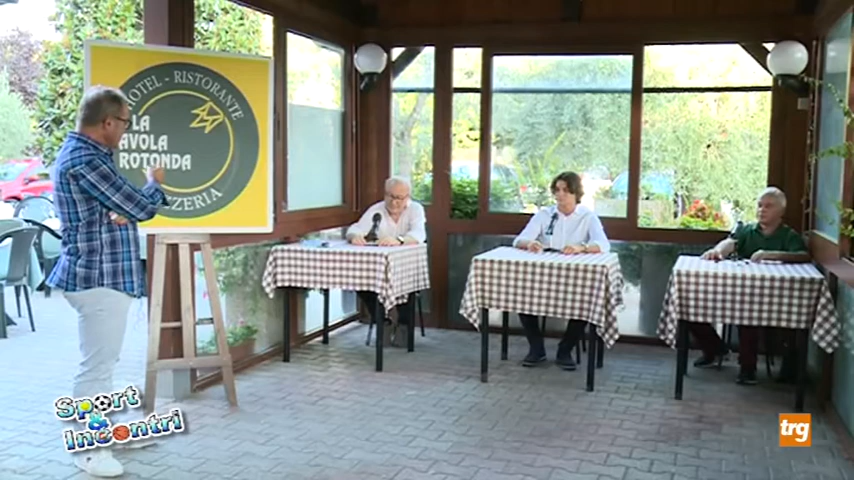 HOTEL - RISTORANTE
LA
AVOLA
ROTONDA
ZZERIA
Sport
&
Incontri
trg